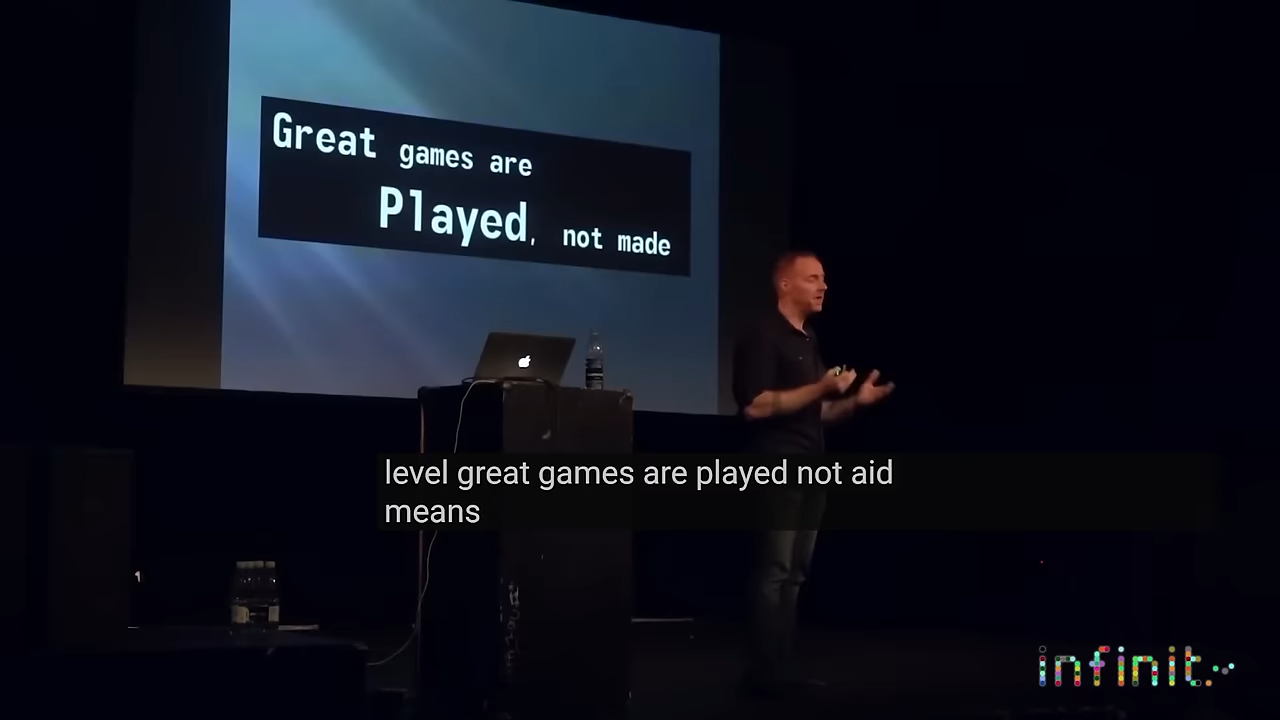 Great games are
Played, not made
level great games are played not aid
means
infinit